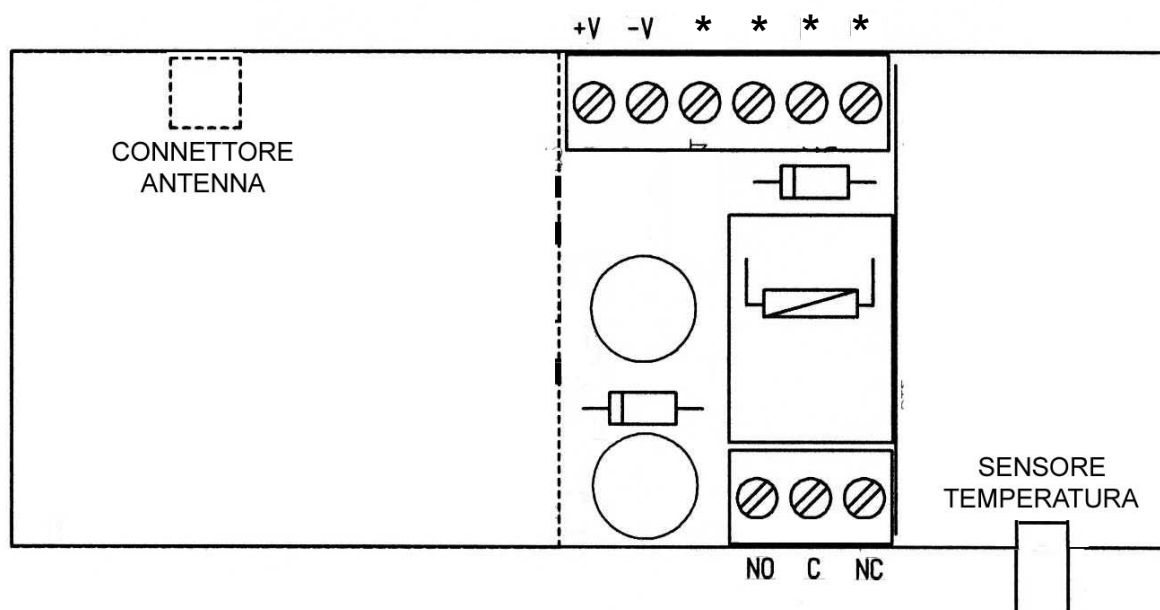 +V -V * * * *
CONNETTORE
ANTENNA
SENSORE
TEMPERATURA
NO C NC